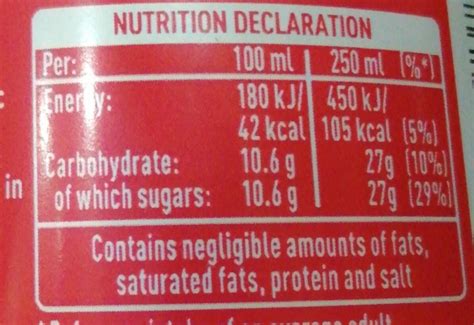 NUTRITION DECLARATION
Per: 100 ml 250 ml (%*)
Energy: 180 kJ/ 450 kJ/
42 kcal 105 kcal (5%)
Carbohydrate: 10.6 g 27g (10%)
in of which sugars: 10.6 g 27g (29%)
Contains negligible amounts of fats,
saturated fats, protein and salt